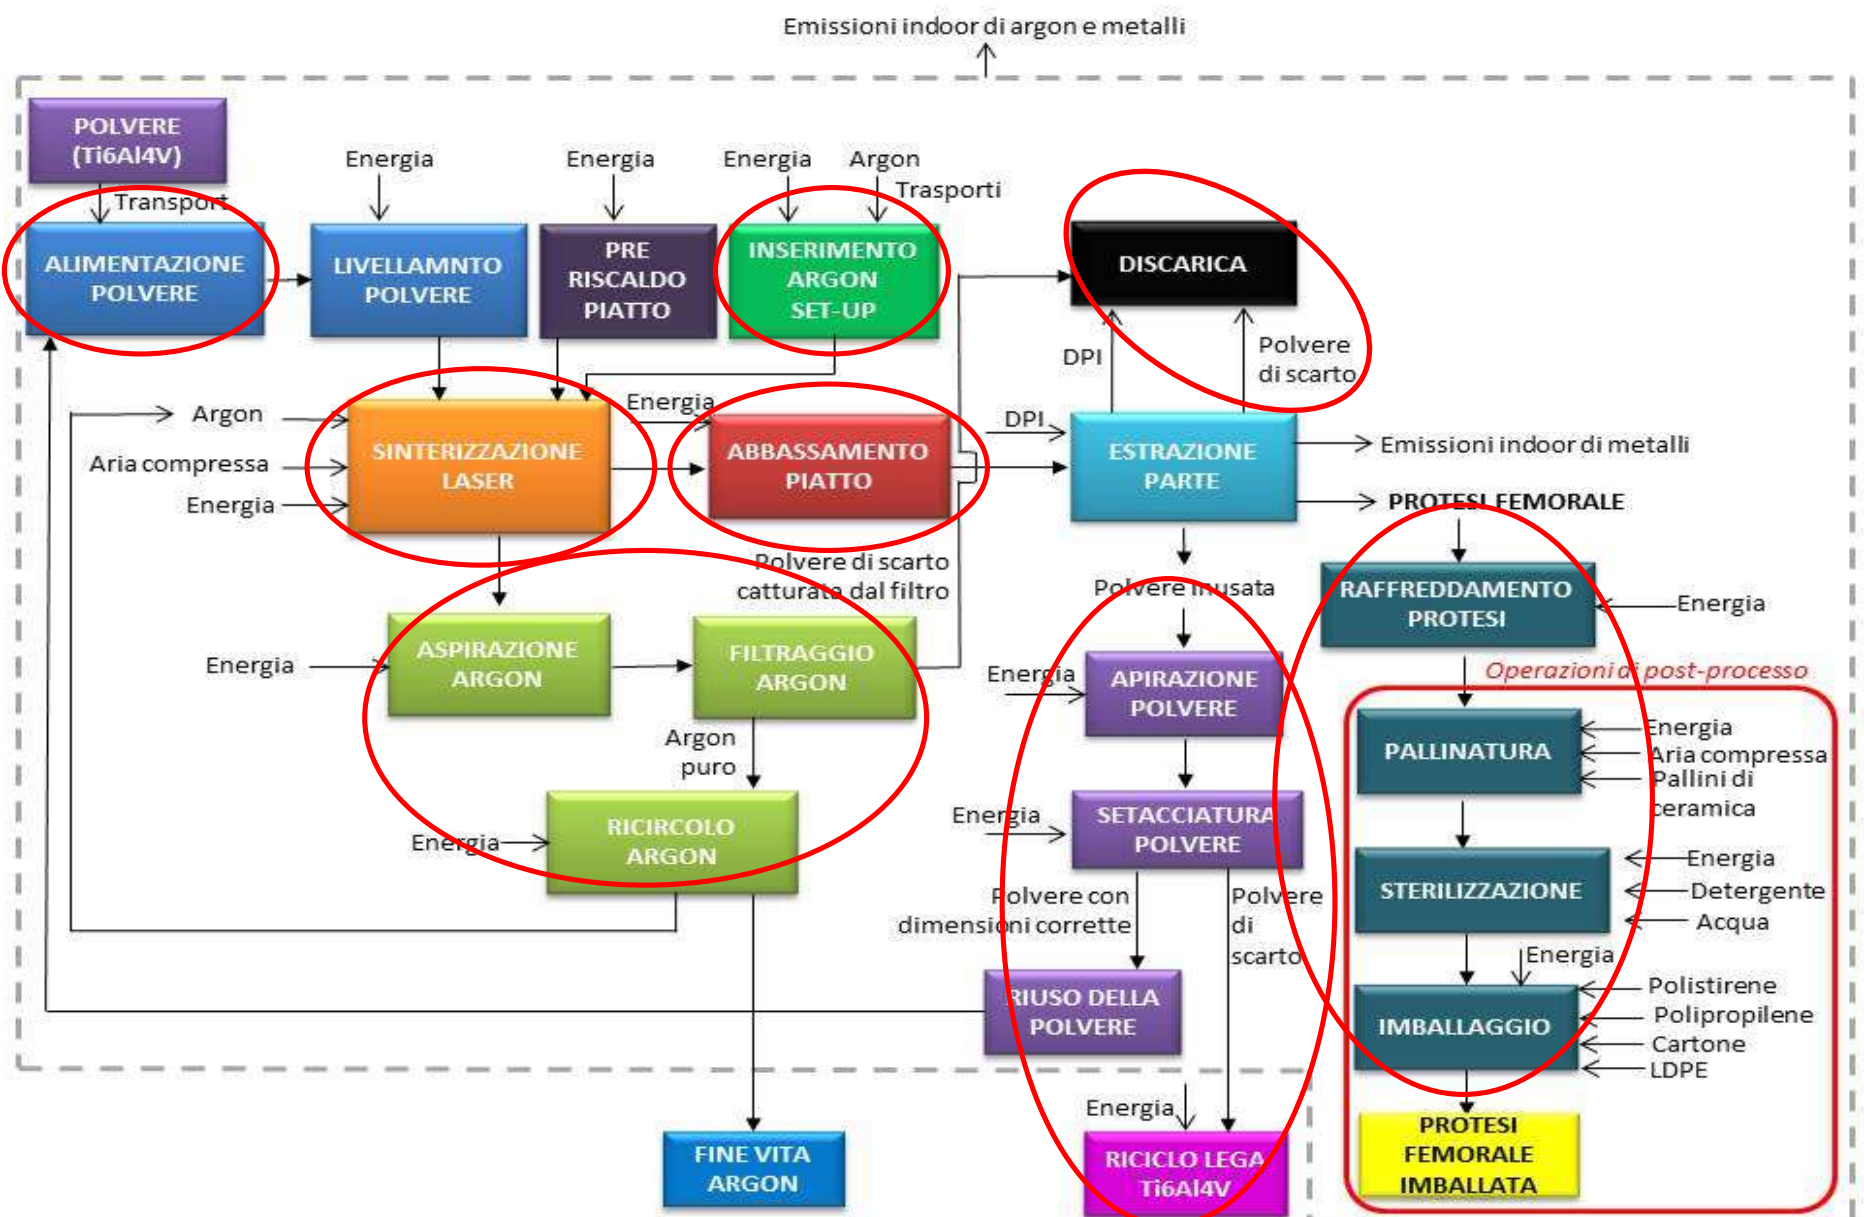 Emissioni indoor di argon e metalli
POLVERE
(Ti6Al4V)
Transport
Energia
Energia
Energia
Argon
Trasporti
ALIMENTAZIONE
POLVERE
LIVELLAMNTO
POLVERE
PRE
RISCALDO
PIATTO
INSERIMENTO
ARGON
SET-UP
DISCARICA
DPI
Polvere
di scarto
Argon
Aria compressa
Energia
SINTERIZZAZIONE
LASER
Energia
ABBASSAMENTO
PIATTO
DPI
ESTRAZIONE
PARTE
Emissioni indoor di metalli
PROTESI FEMORALE
Polvere di scarto
catturata dal filtro
Polvere inusata
RAFFREDDAMENTO
PROTESI
Energia
Energia
ASPIRAZIONE
ARGON
FILTRAGGIO
ARGON
Energia
APIRAZIONE
POLVERE
Operazioni di post-processo
Argon
puro
PALLINATURA
Energia
Aria compressa
Pallini di
ceramica
Energia
RICIRCOLO
ARGON
Energia
SETACCIATURA
POLVERE
STERILIZZAZIONE
Energia
Detergente
Acqua
Polvere con
dimensioni corrette
Polvere
di
scarto
Energia
RIUSO DELLA
POLVERE
IMBALLAGGIO
Polistirene
Polipropilene
Cartone
LDPE
Energia
FINE VITA
ARGON
RICICLO LEGA
Ti6Al4V
PROTESI
FEMORALE
IMBALLATA